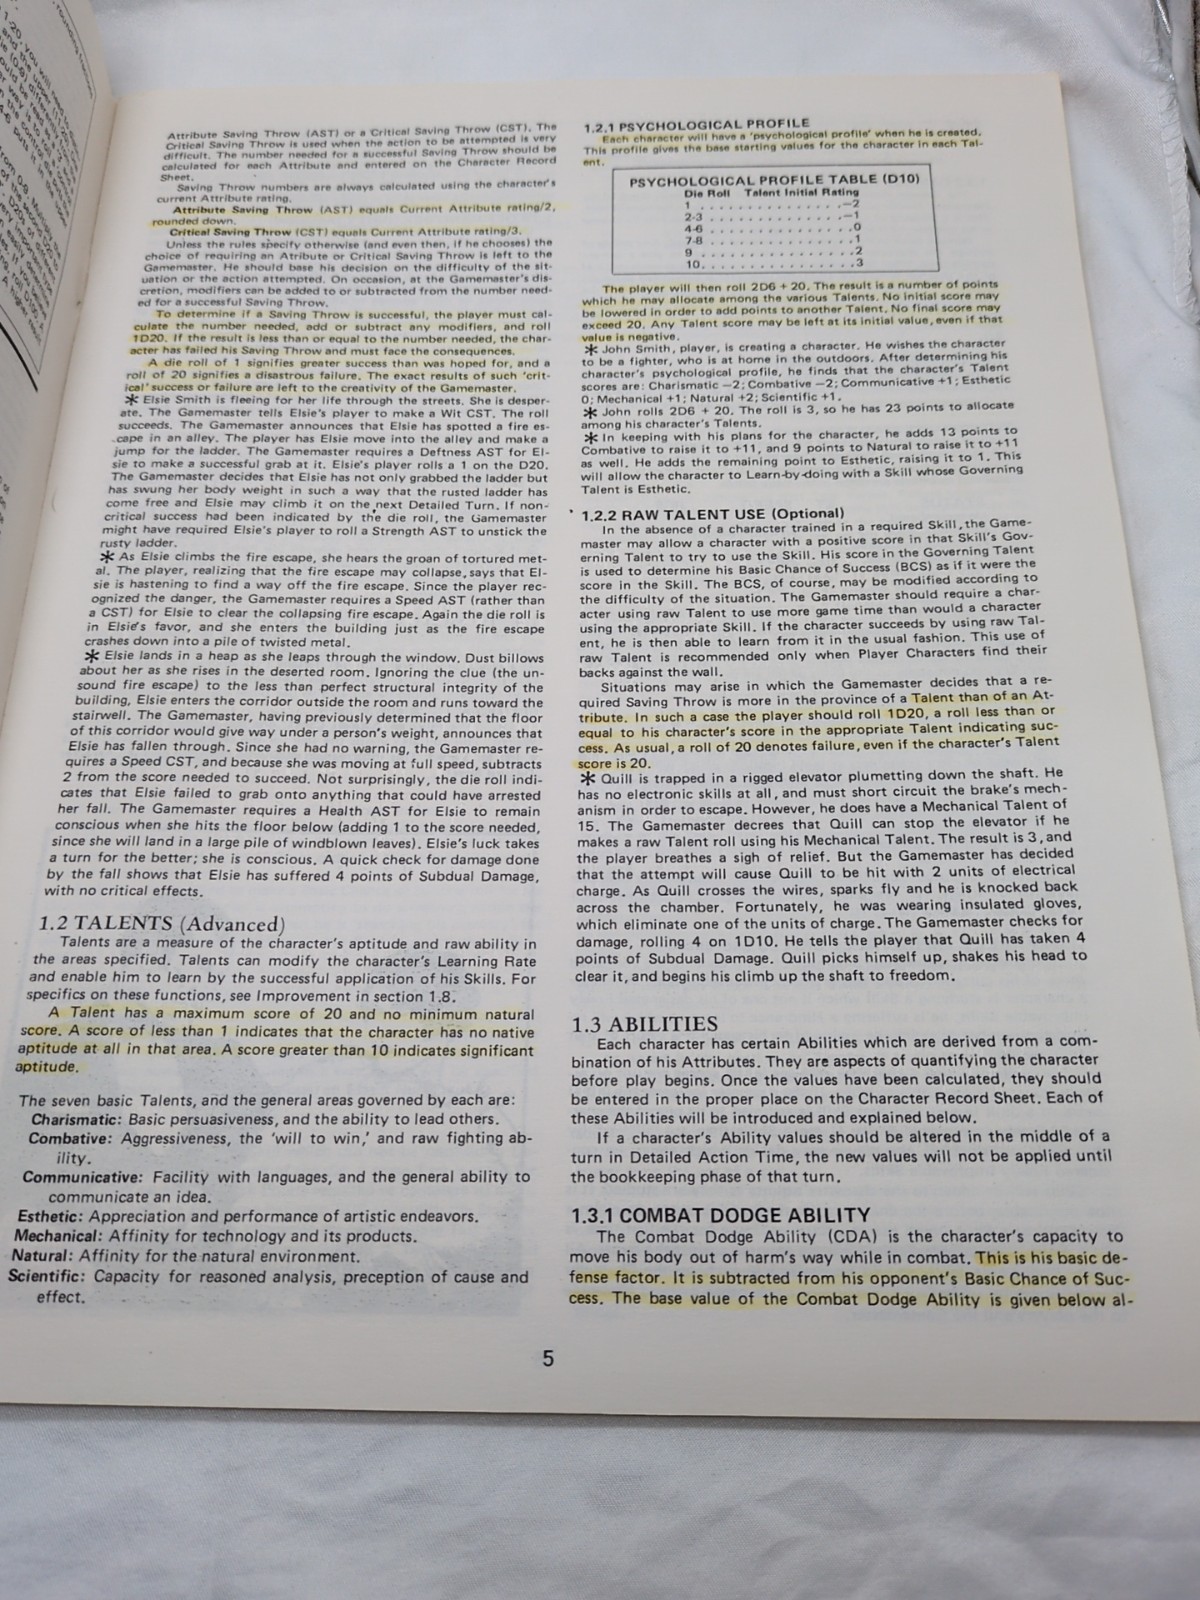 Attribute Saving Throw (AST) or a Critical Saving Throw (CST). The
Critical Saving Throw is used when the action to be attempted is very
difficult. The number needed for a successful Saving Throw should be
calculated for each Attribute and entered on the Character Record
Sheet.
Saving Throw numbers are always calculated using the character's
current Attribute rating.
Attribute Saving Throw (AST) equals Current Attribute rating/2,
rounded down.
Critical Saving Throw (CST) equals Current Attribute rating/3.
Unless the rules specify otherwise (and even then, if he chooses) the
choice of requiring an Atribute or Critical Saving Throw is left to the
Gamemaster. He should base his decision on the difficulty of the sit-
uation or the action attempted. On occasion, at the Gamemaster's dis-
cretion, modifiers can be added to or subtracted from the number need-
ed for a successful Saving Throw.
To determine if a Saving Throw is successful, the player must cal-
culate the number needed, add or subtract any modifiers, and roll
1D20. If the result is less than or equal to the number needed, the char-
acter has failed his Saving Throw and must face the consequences.
A die roll of 1 signifies greater success than was hoped for, and a
roll of 20 signifies a disastrous failure. The exact results of such 'crit-
ical' success or failure are left to the creativity of the Gamemaster.
* Elsie Smith is fleeing for her life through the streets. She is desper-
ate. The Gamemaster tells Elsie's player to make a Wit CST. The roll
succeeds. The Gamemaster announces that Elsie has spotted a fire es-
cape in an alley. The player has Elsie move into the alley and make a
jump for the ladder. The Gamemaster requires a Deftness AST for El-
sie to make a successful grab at it. Elsie's player rolls a 1 on the D20.
The Gamemaster decides that Elsie has not only grabbed the ladder but
has swung her body weight in such a way that the rusted ladder has
come free and Elsie may climb it on the next Detailed Turn. If non-
critical success had been indicated by the die roll, the Gamemaster
might have required Elsie's player to roll a Strength AST to unstick the
rusty ladder.
* As Elsie climbs the fire escape, she hears the groan of tortured met-
al. The player, realizing that the fire escape may collapse, says that El-
sie is hastening to find a way off the fire escape. Since the player rec-
ognized the danger, the Gamemaster requires a Speed AST (rather than
a CST) for Elsie to clear the collapsing fire escape. Again the die roll is
in Elsie's favor, and she enters the building just as the fire escape
crashes down into a pile of twisted metal.
* Elsie lands in a heap as she leaps through the window. Dust billows
about her as she rises in the deserted room. Ignoring the clue (the un-
sound fire escape) to the less than perfect structural integrity of the
building, Elsie enters the corridor outside the room and runs toward the
stairwell. The Gamemaster, having previously determined that the floor
of this corridor would give way under a person's weight, announces that
Elsie has fallen through. Since she had no warning, the Gamemaster re-
quires a Speed CST, and because she was moving at full speed, subtracts
2 from the score needed to succeed. Not surprisingly, the die roll indi-
cates that Elsie failed to grab onto anything that could have arrested
her fall. The Gamemaster requires a Health AST for Elsie to remain
conscious when she hits the floor below (adding 1 to the score needed,
since she will land in a large pile of windblown leaves). Elsie's luck takes
a turn for the better; she is conscious. A quick check for damage done
by the fall shows that Elsie has suffered 4 points of Subdual Damage,
with no critical effects.
1.2 TALENTS (Advanced)
Talents are a measure of the character's aptitude and raw ability in
the areas specified. Talents can modify the character's Learning Rate
and enable him to learn by the successful application of his Skills. For
specifics on these functions, see Improvement in section 1.8.
A Talent has a maximum score of 20 and no minimum natural
score. A score of less than 1 indicates that the character has no native
aptitude at all in that area. A score greater than 10 indicates significant
aptitude.
The seven basic Talents, and the general areas governed by each are:
Charismatic: Basic persuasiveness, and the ability to lead others.
Combative: Aggressiveness, the 'will to win,' and raw fighting ab-
ility.
Communicative: Facility with languages, and the general ability to
communicate an idea.
Esthetic: Appreciation and performance of artistic endeavors.
Mechanical: Affinity for technology and its products.
Natural: Affinity for the natural environment.
Scientific: Capacity for reasoned analysis, preception of cause and
effect.
1.2.1 PSYCHOLOGICAL PROFILE
Each character will have a 'psychological profile' when he is created.
This profile gives the base starting values for the character in each Tal-
ent.
PSYCHOLOGICAL PROFILE TABLE (D10)
Die Roll Talent Initial Rating
1 . . . . . . . . . . . . . . . —2
2-3 . . . . . . . . . . . . . . —1
4-6 . . . . . . . . . . . . . . .0
7-8 . . . . . . . . . . . . . . .1
9 . . . . . . . . . . . . . . . .2
10. . . . . . . . . . . . . . . .3
The player will then roll 2D6 + 20. The result is a number of points
which he may allocate among the various Talents. No initial score may
be lowered in order to add points to another Talent. No final score may
exceed 20. Any Talent score may be left at its initial value, even if that
value is negative.
* John Smith, player, is creating a character. He wishes the character
to be a fighter, who is at home in the outdoors. After determining his
character's psychological profile, he finds that the character's Talent
scores are: Charismatic —2; Combative —2; Communicative +1; Esthetic
0; Mechanical +1; Natural +2; Scientific +1.
* John rolls 2D6 + 20. The roll is 3, so he has 23 points to allocate
among his character's Talents.
* In keeping with his plans for the character, he adds 13 points to
Combative to raise it to +11, and 9 points to Natural to raise it to +11
as well. He adds the remaining point to Esthetic, raising it to 1. This
will allow the character to Learn-by-doing with a Skill whose Governing
Talent is Esthetic.
1.2.2 RAW TALENT USE (Optional)
In the absence of a character trained in a required Skill, the Game-
master may allow a character with a positive score in that Skill's Gov-
erning Talent to try to use the Skill. His score in the Governing Talent
is used to determine his Basic Chance of Success (BCS) as if it were the
score in the Skill. The BCS, of course, may be modified according to
the difficulty of the situation. The Gamemaster should require a char-
acter using raw Talent to use more game time than would a character
using the appropriate Skill. If the character succeeds by using raw Tal-
ent, he is then able to learn from it in the usual fashion. This use of
raw Talent is recommended only when Player Characters find their
backs against the wall.
Situations may arise in which the Gamemaster decides that a re-
quired Saving Throw is more in the province of a Talent than of an At-
tribute. In such a case the player should roll 1D20, a roll less than or
equal to his character's score in the appropriate Talent indicating suc-
cess. As usual, a roll of 20 denotes failure, even if the character's Talent
score is 20.
* Quill is trapped in a rigged elevator plumetting down the shaft. He
has no electronic skills at all, and must short circuit the brake's mech-
anism in order to escape. However, he does have a Mechanical Talent of
15. The Gamemaster decrees that Quill can stop the elevator if he
makes a raw Talent roll using his Mechanical Talent. The result is 3, and
the player breathes a sigh of relief. But the Gamemaster has decided
that the attempt will cause Quill to be hit with 2 units of electrical
charge. As Quill crosses the wires, sparks fly and he is knocked back
across the chamber. Fortunately, he was wearing insulated gloves,
which eliminate one of the units of charge. The Gamemaster checks for
damage, rolling 4 on 1D10. He tells the player that Quill has taken 4
points of Subdual Damage. Quill picks himself up, shakes his head to
clear it, and begins his climb up the shaft to freedom.
1.3 ABILITIES
Each character has certain Abilities which are derived from a com-
bination of his Attributes. They are aspects of quantifying the character
before play begins. Once the values have been calculated, they should
be entered in the proper place on the Character Record Sheet. Each of
these Abilities will be introduced and explained below.
If a character's Ability values should be altered in the middle of a
turn in Detailed Action Time, the new values will not be applied until
the bookkeeping phase of that turn.
1.3.1 COMBAT DODGE ABILITY
The Combat Dodge Ability (CDA) is the character's capacity to
move his body out of harm's way while in combat. This is his basic de-
fense factor. It is subtracted from his opponent's Basic Chance of Suc-
cess. The base value of the Combat Dodge Ability is given below al-
5